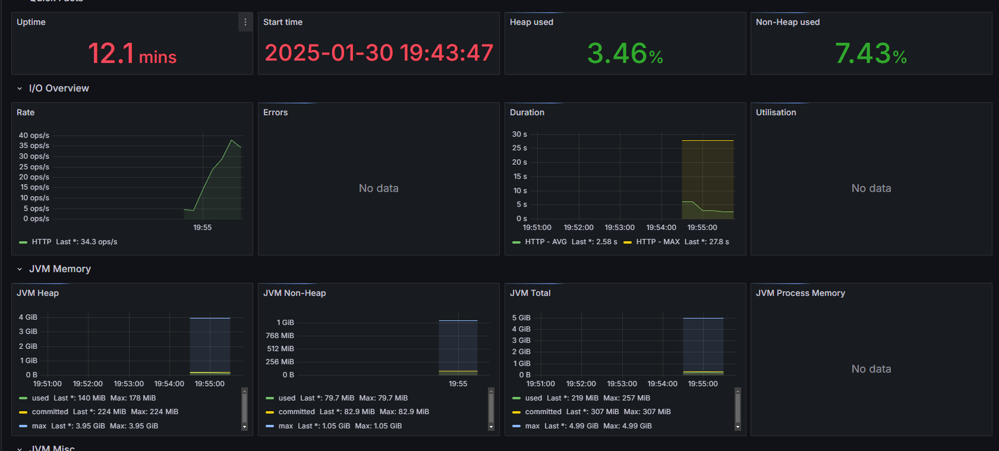 Quick Facts
Uptime
12.1 mins
Start time
2025-01-30 19:43:47
Heap used
3.46%
Non-Heap used
7.43%
I/O Overview
Rate
40 ops/s
35 ops/s
30 ops/s
25 ops/s
20 ops/s
15 ops/s
10 ops/s
5 ops/s
0 ops/s
19:55
HTTP Last *: 34.3 ops/s
Errors
No data
Duration
30 s
25 s
20 s
15 s
10 s
5 s
0 s
19:51:00 19:52:00 19:53:00 19:54:00 19:55:00
HTTP - AVG Last *: 2.58 s HTTP - MAX Last *: 27.8 s
Utilisation
No data
JVM Memory
JVM Heap
4 GiB
3 GiB
2 GiB
1 GiB
0 B
19:51:00 19:52:00 19:53:00 19:54:00 19:55:00
used Last *: 140 MiB Max: 178 MiB
committed Last *: 224 MiB Max: 224 MiB
max Last *: 3.95 GiB Max: 3.95 GiB
JVM Non-Heap
1 GiB
768 MiB
512 MiB
256 MiB
0 B
19:55
used Last *: 79.7 MiB Max: 79.7 MiB
committed Last *: 82.9 MiB Max: 82.9 MiB
max Last *: 1.05 GiB Max: 1.05 GiB
JVM Total
5 GiB
4 GiB
3 GiB
2 GiB
1 GiB
0 B
19:51:00 19:52:00 19:53:00 19:54:00 19:55:00
used Last *: 219 MiB Max: 257 MiB
committed Last *: 307 MiB Max: 307 MiB
max Last *: 4.99 GiB Max: 4.99 GiB
JVM Process Memory
No data
JVM Misc